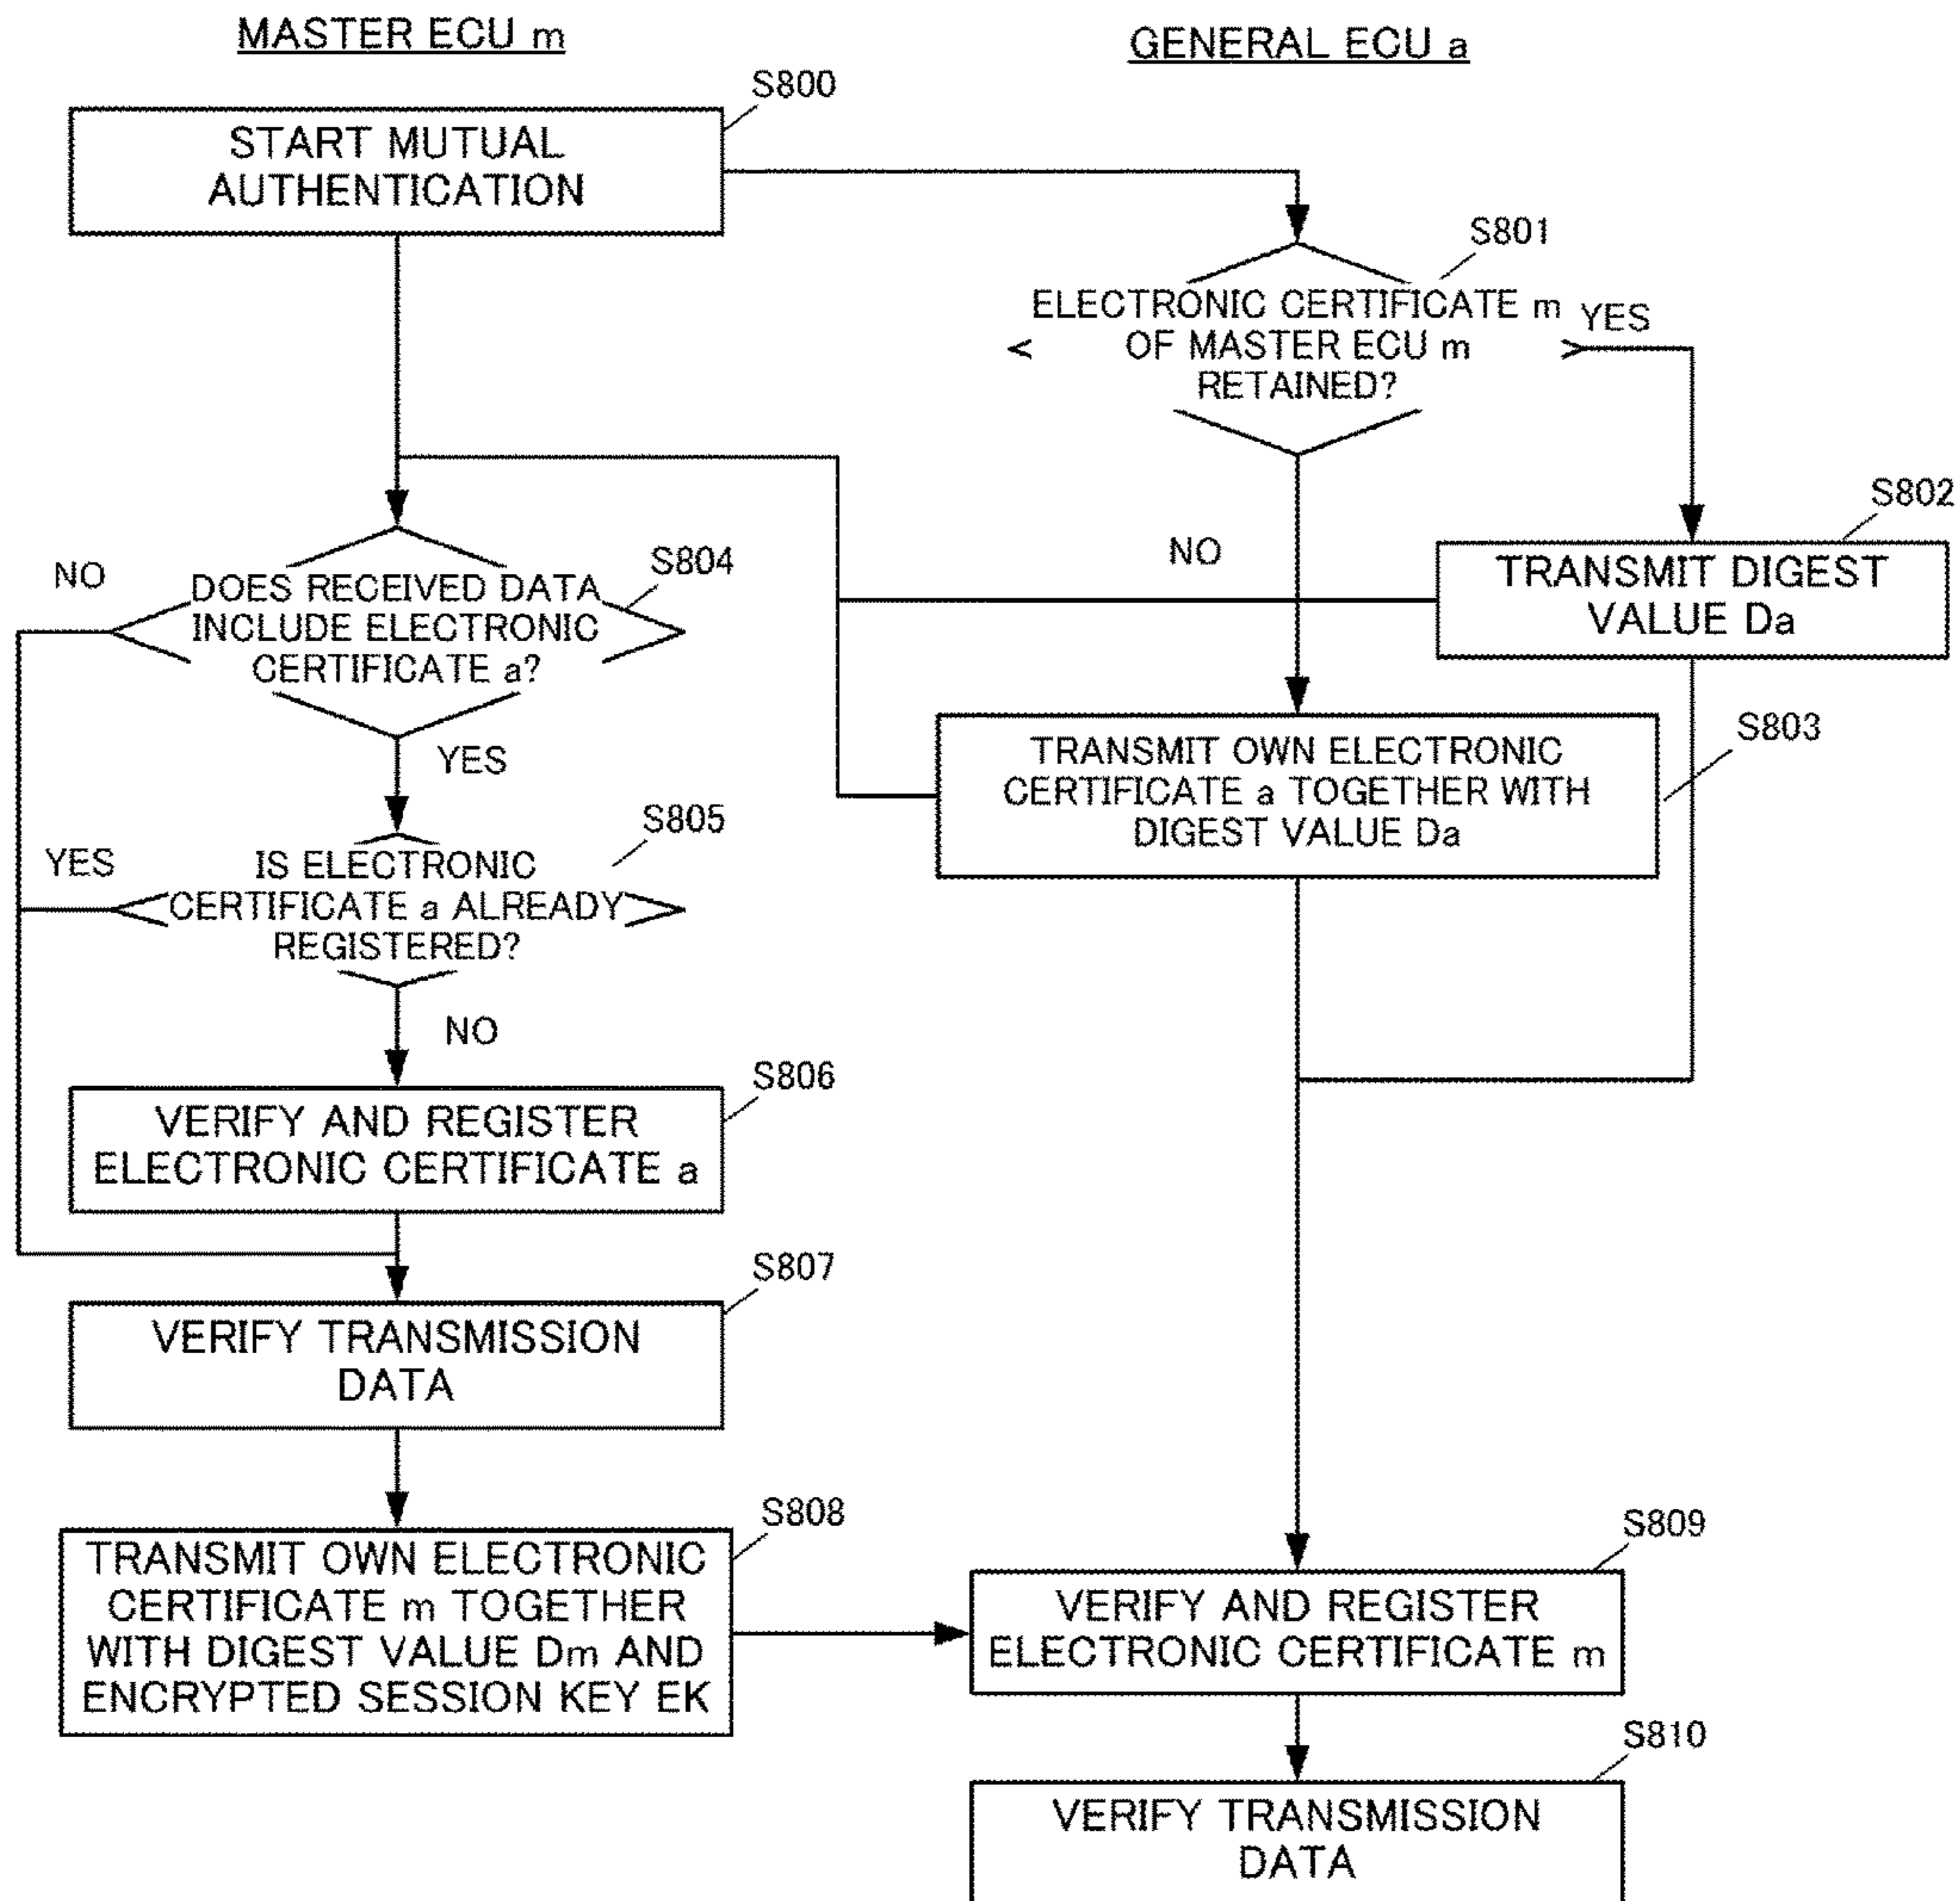 MASTER ECU m
GENERAL ECU a
S800
START MUTUAL
AUTHENTICATION
S801
ELECTRONIC CERTIFICATE m
OF MASTER ECU m
RETAINED?
YES
S802
TRANSMIT DIGEST
VALUE Da
NO
S803
TRANSMIT OWN ELECTRONIC
CERTIFICATE a TOGETHER WITH
DIGEST VALUE Da
NO
S804
DOES RECEIVED DATA
INCLUDE ELECTRONIC
CERTIFICATE a?
YES
S805
YES
IS ELECTRONIC
CERTIFICATE a ALREADY
REGISTERED?
NO
S806
VERIFY AND REGISTER
ELECTRONIC CERTIFICATE a
S807
VERIFY TRANSMISSION
DATA
S808
TRANSMIT OWN ELECTRONIC
CERTIFICATE m TOGETHER
WITH DIGEST VALUE Dm AND
ENCRYPTED SESSION KEY EK
S809
VERIFY AND REGISTER
ELECTRONIC CERTIFICATE m
S810
VERIFY TRANSMISSION
DATA